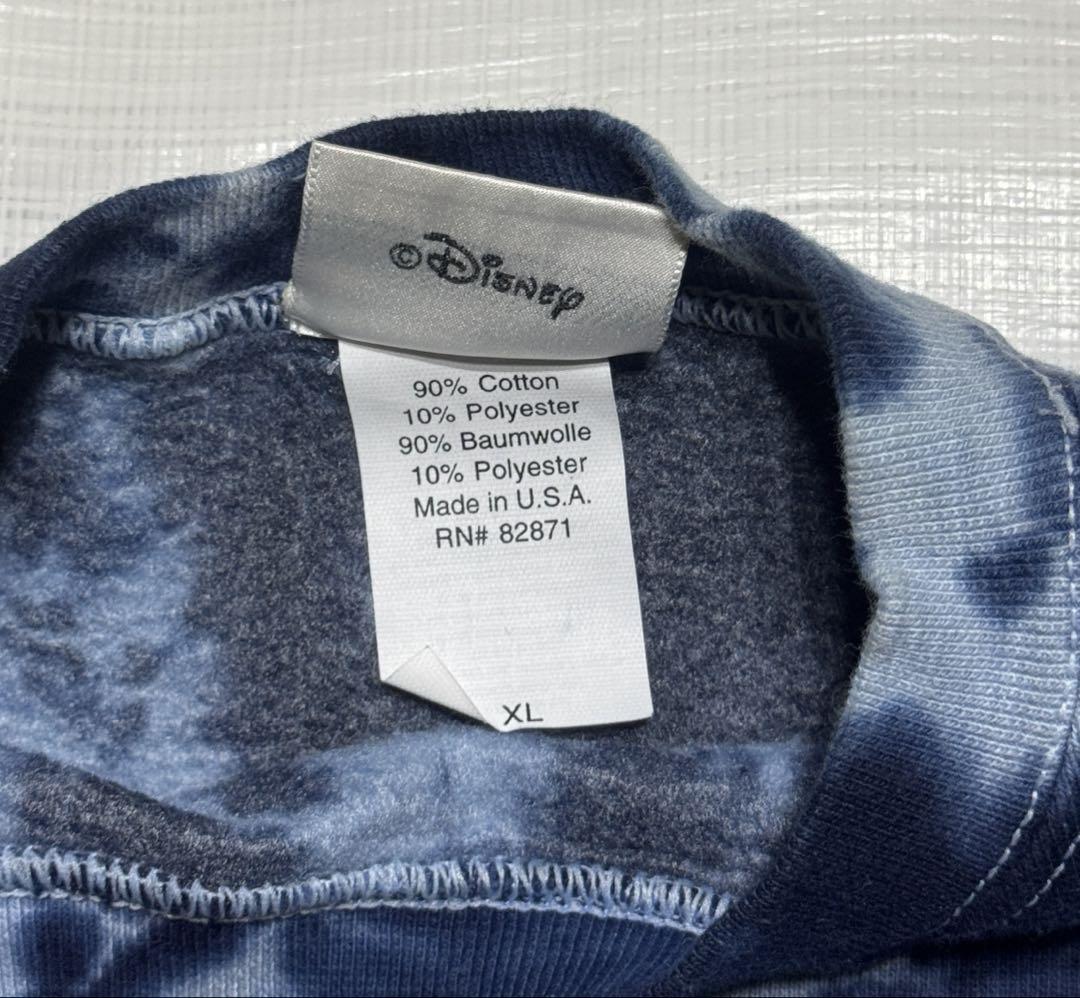 ©Disney
90% Cotton
10% Polyester
90% Baumwolle
10% Polyester
Made in U.S.A.
RN# 82871
XL